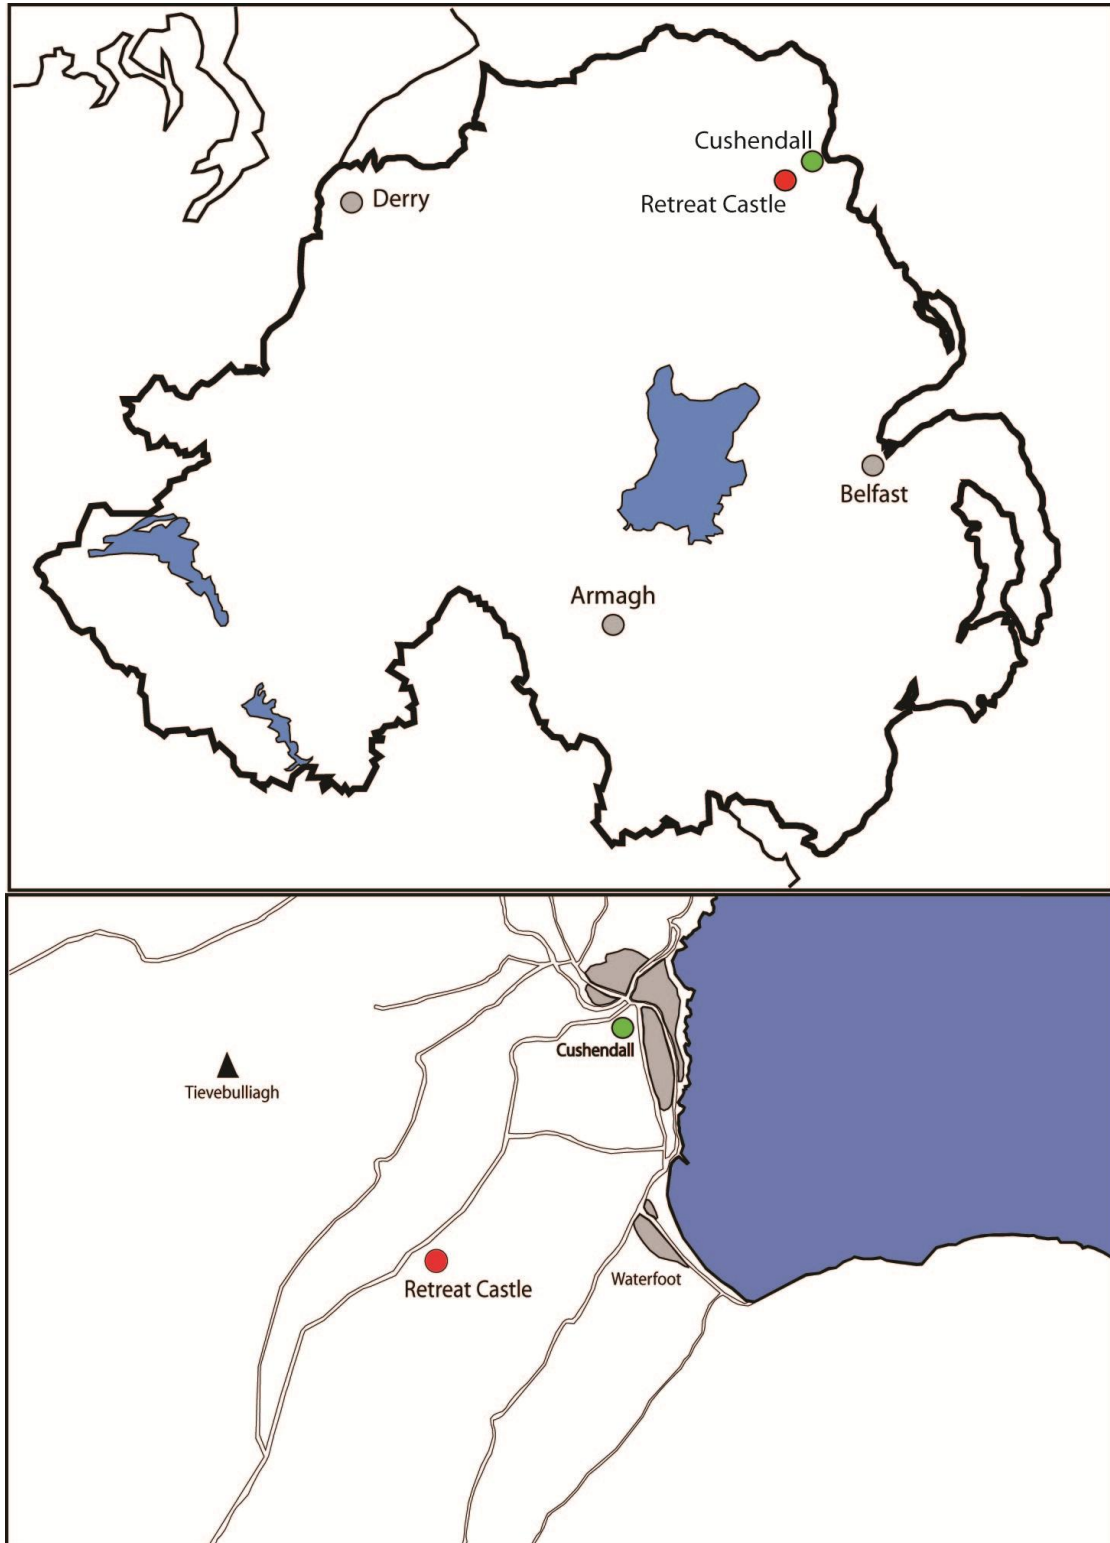 Cushendall
Derry
Retreat Castle
Belfast
Armagh
Cushendall
Tievebulliagh
Retreat Castle
Waterfoot